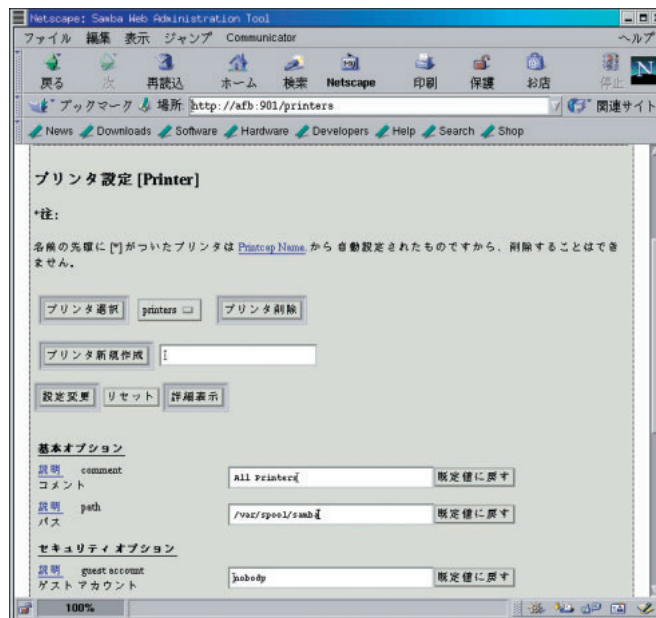 Netscape: Samba Web Administration Tool
ファイル 編集 表示 ジャンプ Communicator ヘルプ
戻る 次 再読込 ホーム 検索 Netscape 印刷 保護 お店 停止
ブックマーク 場所: http://afb:901/printers 関連サイト
News Downloads Software Hardware Developers Help Search Shop
プリンタ設定 [Printer]
*注:
名前の先頭に [*] がついたプリンタは Printcap Name から 自動設定されたものですから、削除することはでき
ません。
プリンタ選択 printers プリンタ削除
プリンタ新規作成
設定変更 リセット 詳細表示
基本オプション
説明 comment All Printers 既定値に戻す
コメント
説明 path /var/spool/samba 既定値に戻す
パス
セキュリティ オプション
説明 guest account nobody 既定値に戻す
ゲスト アカウント
100%